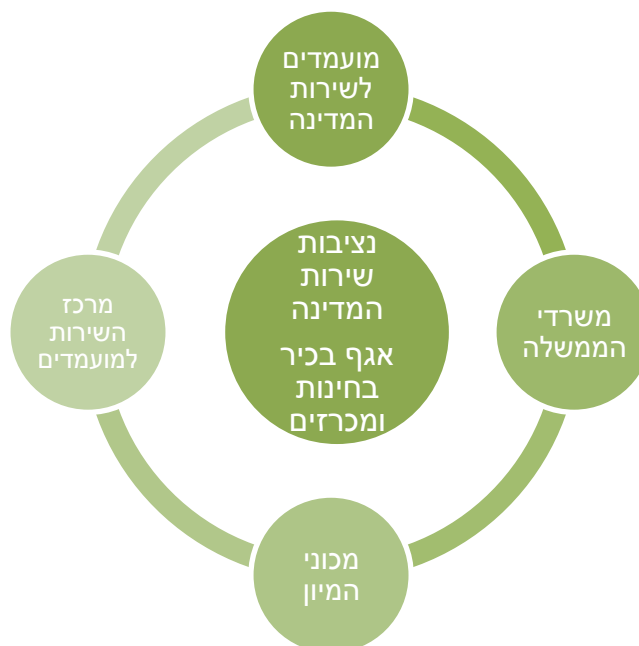 מועמדים
לשירות
המדינה
נציבות
שירות
המדינה
אגף בכיר
בחינות
ומכרזים
משרדי
הממשלה
מכוני
המיון
מרכז
השירות
למועמדים